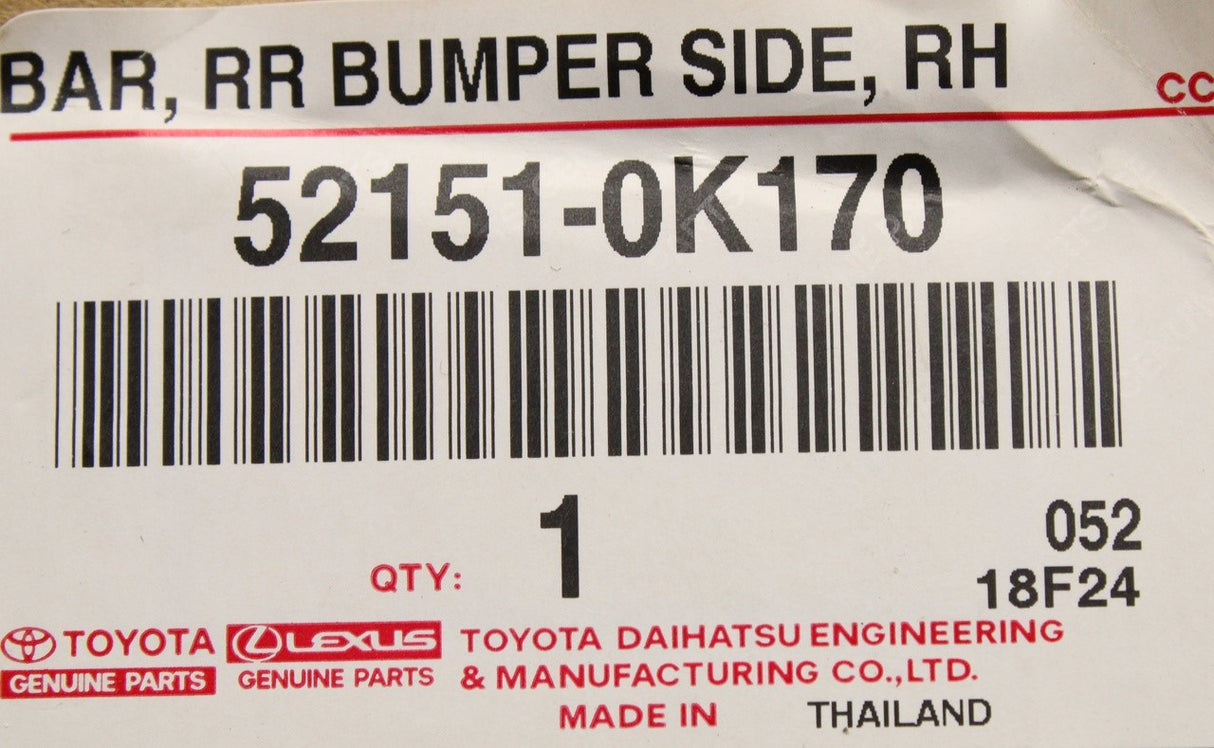 BAR, RR BUMPER SIDE, RH
CC
52151-0K170
QTY: 1
052
18F24
TOYOTA
GENUINE PARTS
LEXUS
GENUINE PARTS
TOYOTA DAIHATSU ENGINEERING
& MANUFACTURING CO.,LTD.
MADE IN THAILAND